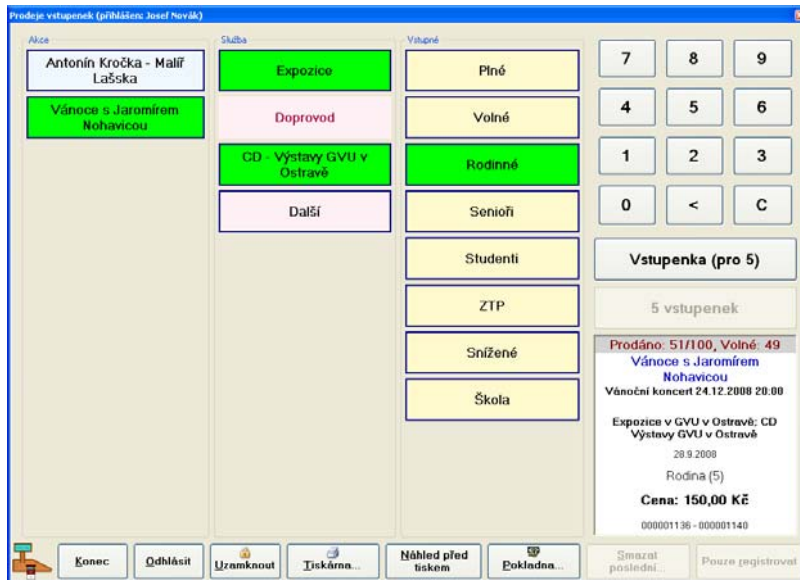 Prodeje vstupenek (přihlášen: Josef Novák)
Akce
Antonín Kročka - Malíř
Lašska
Vánoce s Jaromírem
Nohavicou
Služba
Expozice
Doprovod
CD - Výstavy GVU v
Ostravě
Další
Vstupné
Plné
Volné
Rodinné
Senioři
Studenti
ZTP
Snížené
Škola
7 8 9
4 5 6
1 2 3
0 < C
Vstupenka (pro 5)
5 vstupenek
Prodáno: 51/100, Volné: 49
Vánoce s Jaromírem
Nohavicou
Vánoční koncert 24.12.2008 20:00
Expozice v GVU v Ostravě; CD
Výstavy GVU v Ostravě
28.9.2008
Rodina (5)
Cena: 150,00 Kč
000001136 - 000001140
Konec
Odhlásit
Uzamknout
Tiskárna...
Náhled před
tiskem
Pokladna...
Smazat
poslední...
Pouze registrovat